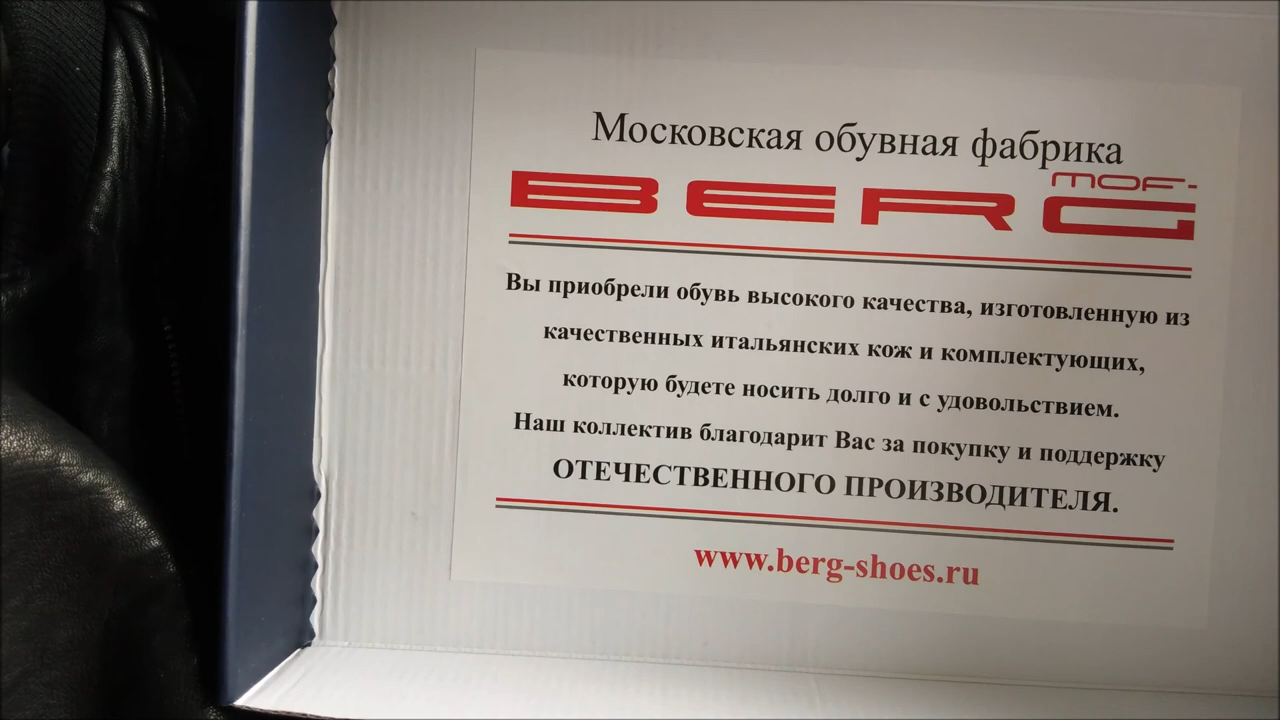 Московская обувная фабрика
MOF-
BERG
Вы приобрели обувь высокого качества, изготовленную из
качественных итальянских кож и комплектующих,
которую будете носить долго и с удовольствием.
Наш коллектив благодарит Вас за покупку и поддержку
ОТЕЧЕСТВЕННОГО ПРОИЗВОДИТЕЛЯ.
www.berg-shoes.ru